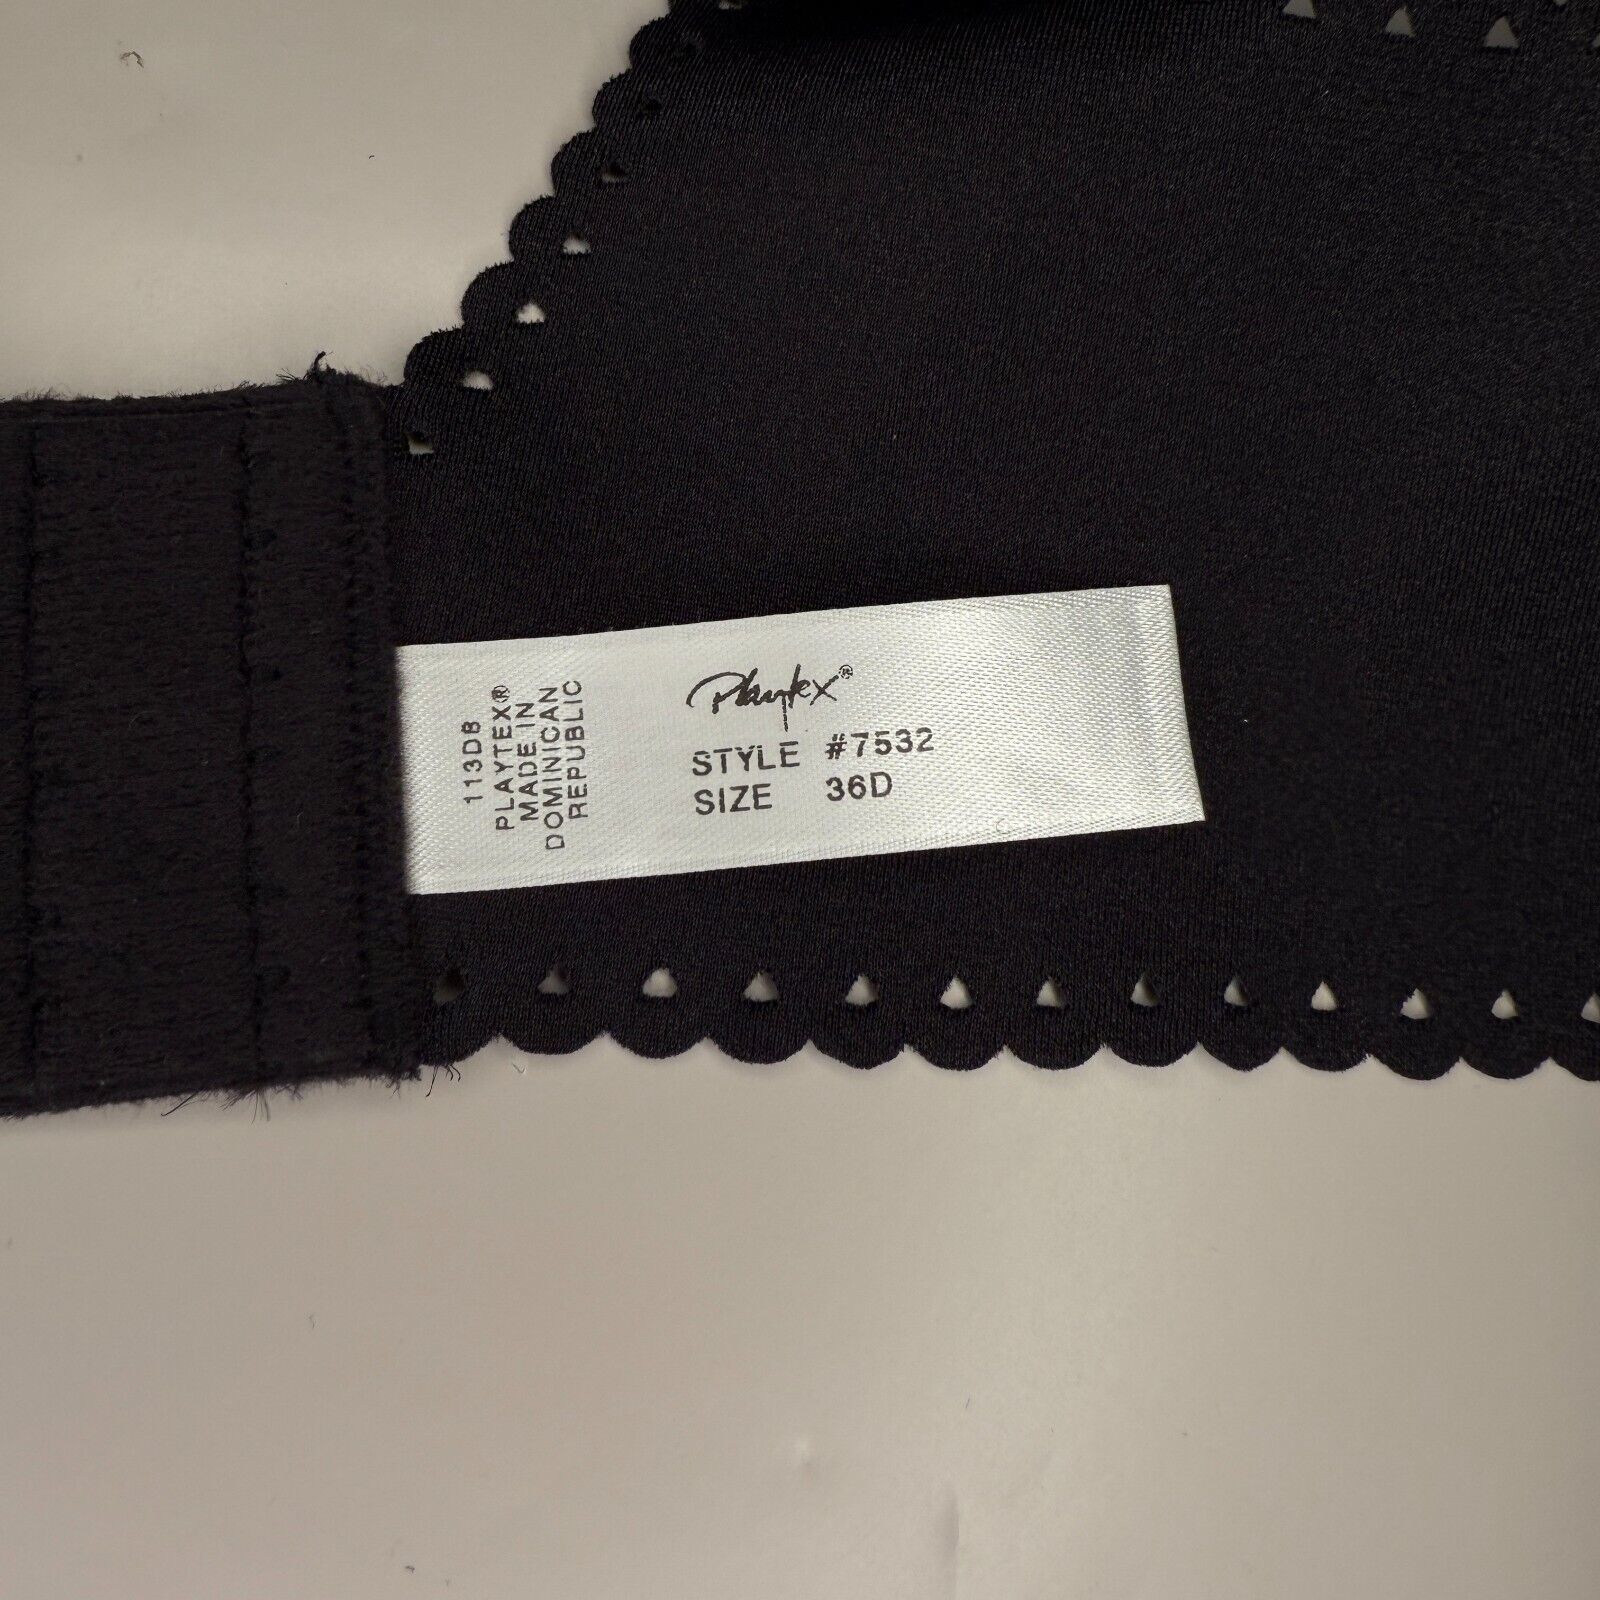 Playtex®
STYLE #7532
SIZE 36D
113DB
PLAYTEX®
MADE IN
DOMINICAN
REPUBLIC